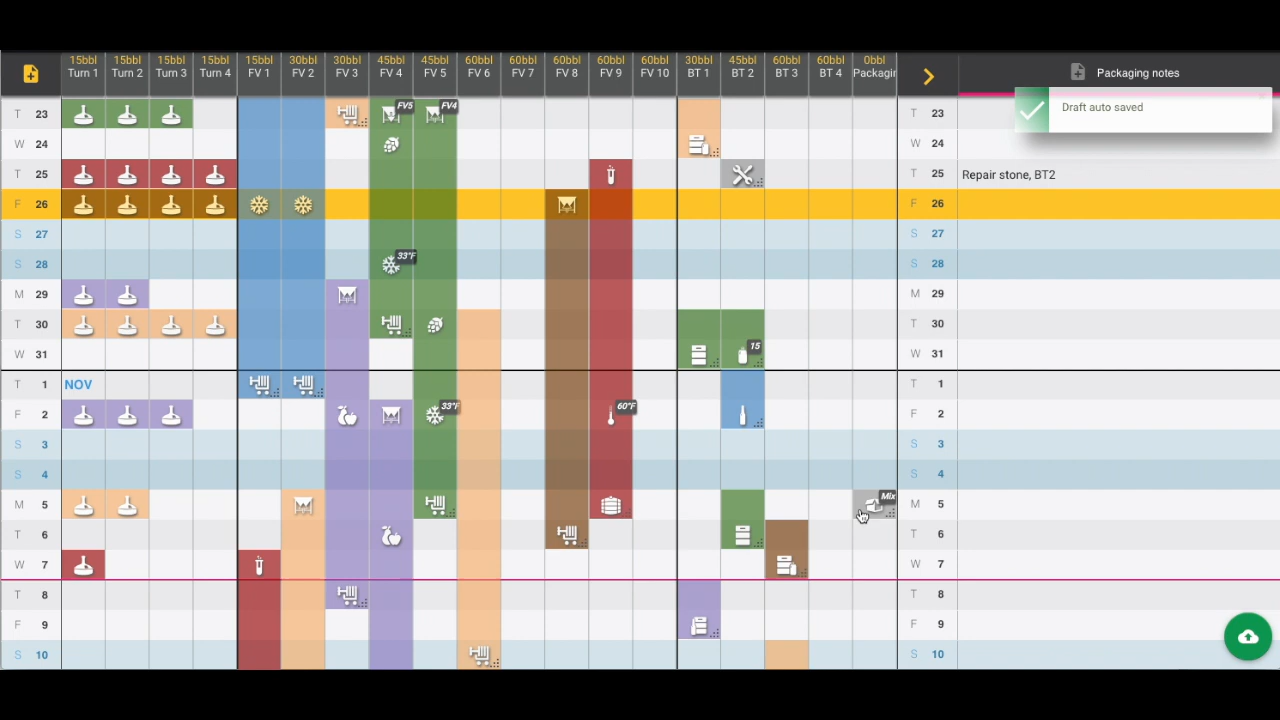 15bbl 15bbl 15bbl 15bbl 15bbl 30bbl 30bbl 45bbl 45bbl 60bbl 60bbl 60bbl 60bbl 60bbl 30bbl 45bbl 60bbl 60bbl 0bbl
Turn 1 Turn 2 Turn 3 Turn 4 FV 1 FV 2 FV 3 FV 4 FV 5 FV 6 FV 7 FV 8 FV 9 FV 10 BT 1 BT 2 BT 3 BT 4 Packagin Packaging notes
Draft auto saved
T 23 FV5 FV4 T 23
W 24 W 24
T 25 T 25 Repair stone, BT2
F 26 F 26
S 27 S 27
S 28 33°F S 28
M 29 M 29
T 30 T 30
W 31 15 W 31
T 1 NOV T 1
F 2 33°F 60°F F 2
S 3 S 3
S 4 S 4
M 5 Mix M 5
T 6 T 6
W 7 W 7
T 8 T 8
F 9 F 9
S 10 S 10